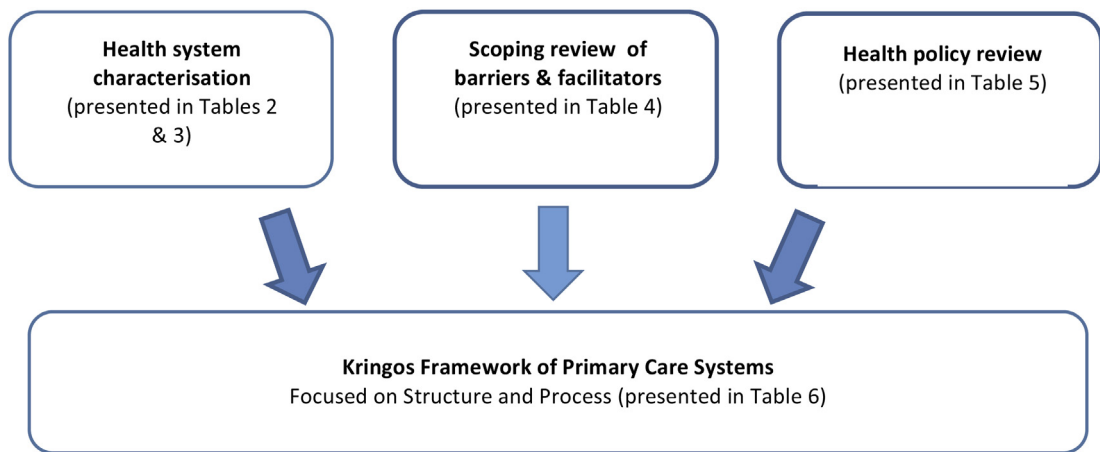 Health system
characterisation
(presented in Tables 2
& 3)
Scoping review of
barriers & facilitators
(presented in Table 4)
Health policy review
(presented in Table 5)
Kringos Framework of Primary Care Systems
Focused on Structure and Process (presented in Table 6)